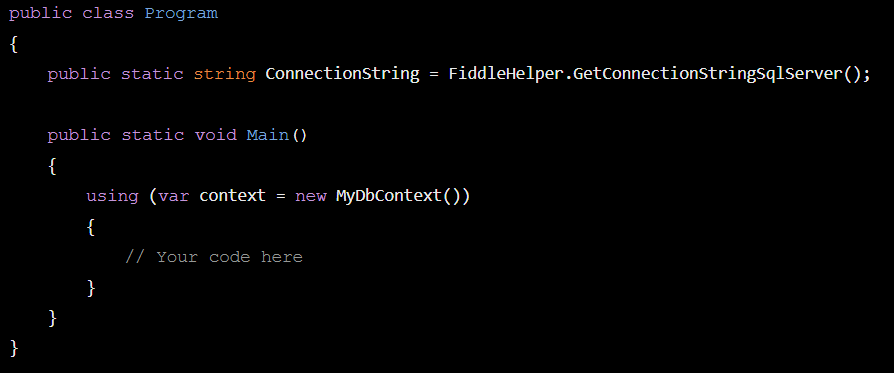 public class Program
{
    public static string ConnectionString = FiddleHelper.GetConnectionStringSqlServer();

    public static void Main()
    {
        using (var context = new MyDbContext())
        {
            // Your code here
        }
    }
}